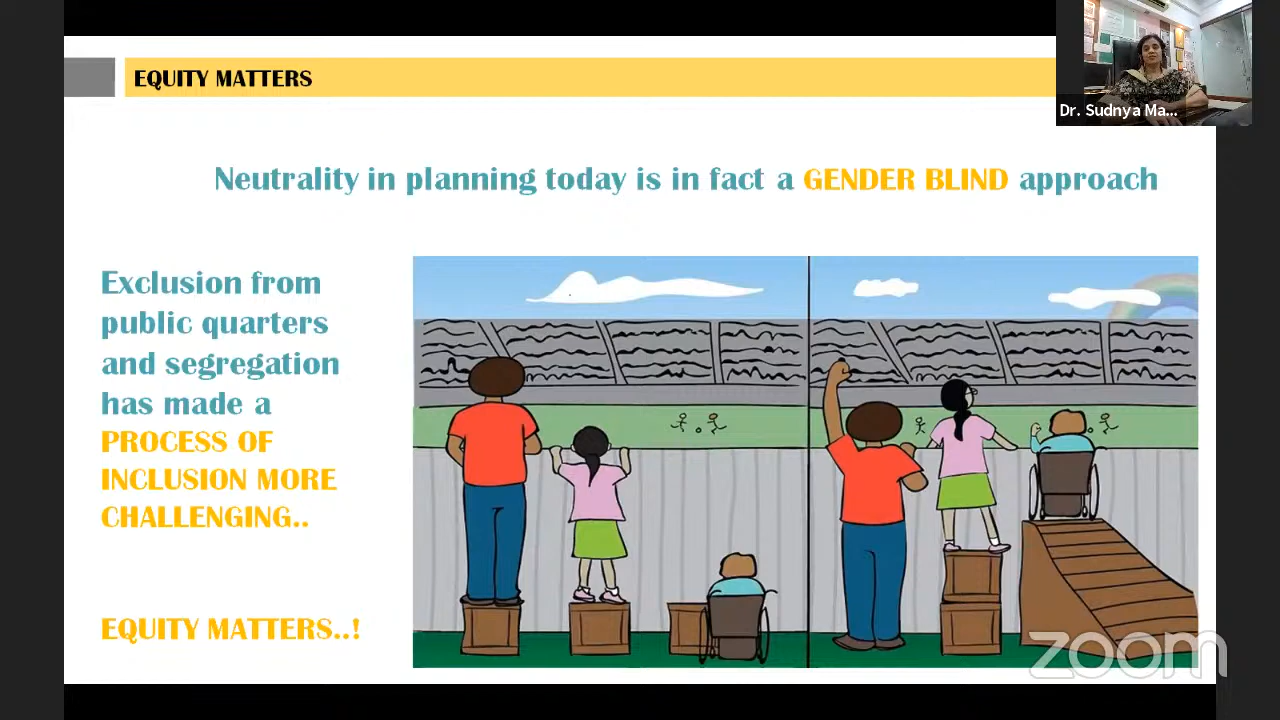 EQUITY MATTERS
Dr. Sudnya Ma...
Neutrality in planning today is in fact a GENDER BLIND approach
Exclusion from
public quarters
and segregation
has made a
PROCESS OF
INCLUSION MORE
CHALLENGING..
EQUITY MATTERS..!
zoom